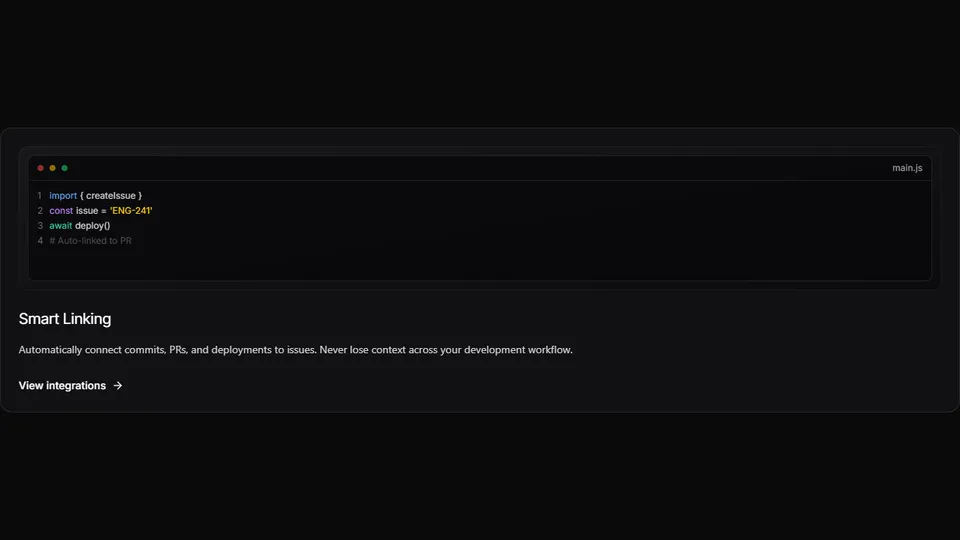 main.js
1 import { createIssue }
2 const issue = 'ENG-241'
3 await deploy()
4 # Auto-linked to PR
Smart Linking
Automatically connect commits, PRs, and deployments to issues. Never lose context across your development workflow.
View integrations →